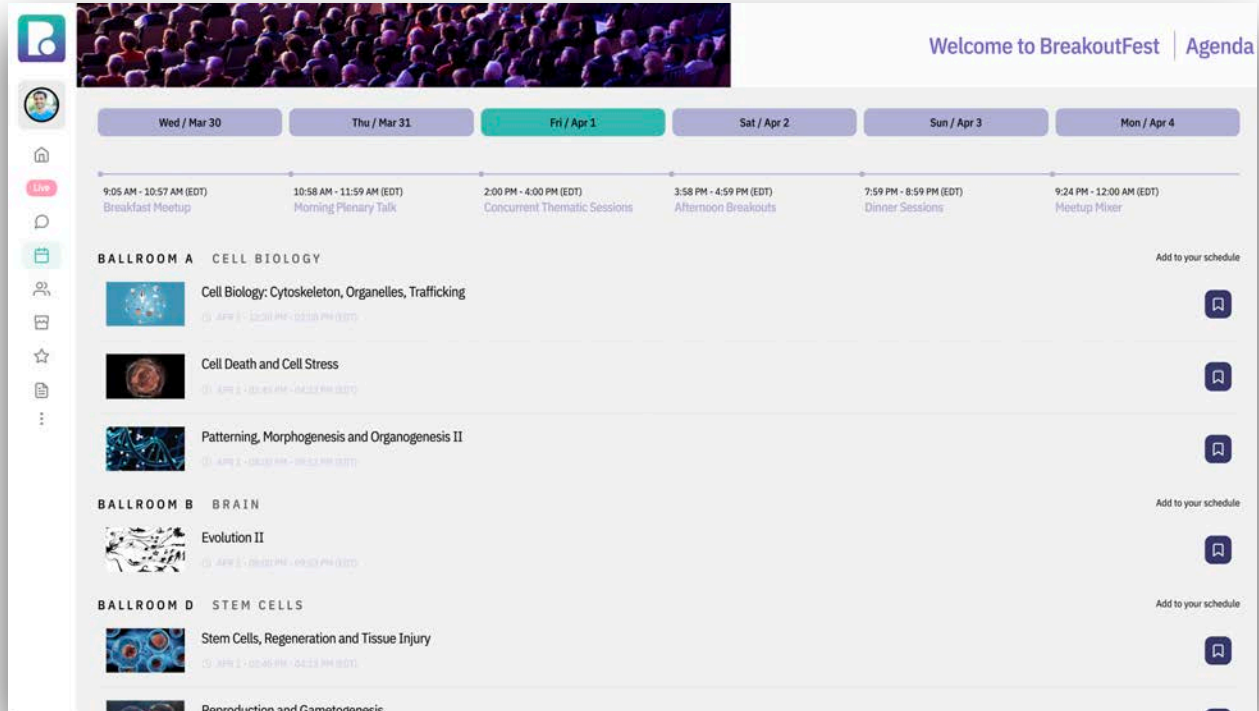 Welcome to BreakoutFest | Agenda
Wed / Mar 30
Thu / Mar 31
Fri / Apr 1
Sat / Apr 2
Sun / Apr 3
Mon / Apr 4
Live
9:05 AM - 10:57 AM (EDT)
Breakfast Meetup
10:58 AM - 11:59 AM (EDT)
Morning Plenary Talk
2:00 PM - 4:00 PM (EDT)
Concurrent Thematic Sessions
3:58 PM - 4:59 PM (EDT)
Afternoon Breakouts
7:59 PM - 8:59 PM (EDT)
Dinner Sessions
9:24 PM - 12:00 AM (EDT)
Meetup Mixer
BALLROOM A CELL BIOLOGY
Add to your schedule
Cell Biology: Cytoskeleton, Organelles, Trafficking
Cell Death and Cell Stress
Patterning, Morphogenesis and Organogenesis II
BALLROOM B BRAIN
Add to your schedule
Evolution II
BALLROOM D STEM CELLS
Add to your schedule
Stem Cells, Regeneration and Tissue Injury
Reproduction and Gametogenesis